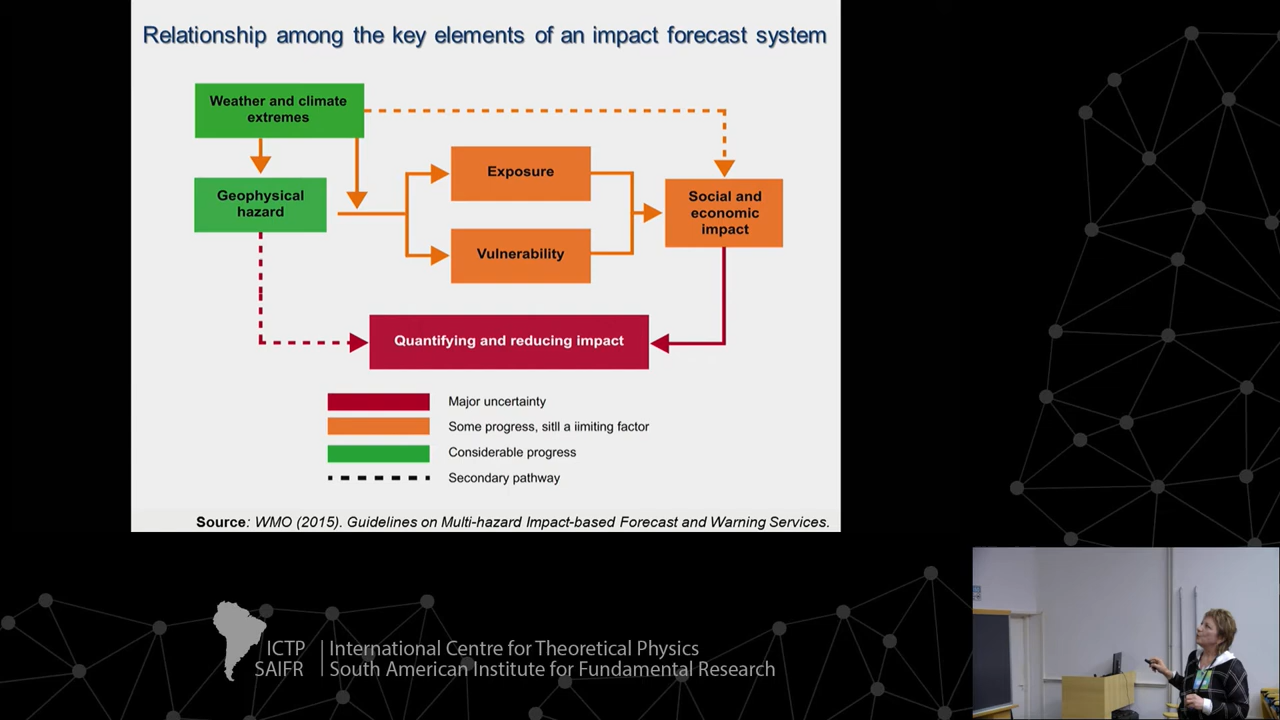 Relationship among the key elements of an impact forecast system
Weather and climate
extremes
Geophysical
hazard
Exposure
Vulnerability
Social and
economic
impact
Quantifying and reducing impact
Major uncertainty
Some progress, sitll a iimiting factor
Considerable progress
Secondary pathway
Source: WMO (2015). Guidelines on Multi-hazard Impact-based Forecast and Warning Services.
ICTP
SAIFR
International Centre for Theoretical Physics
South American Institute for Fundamental Research